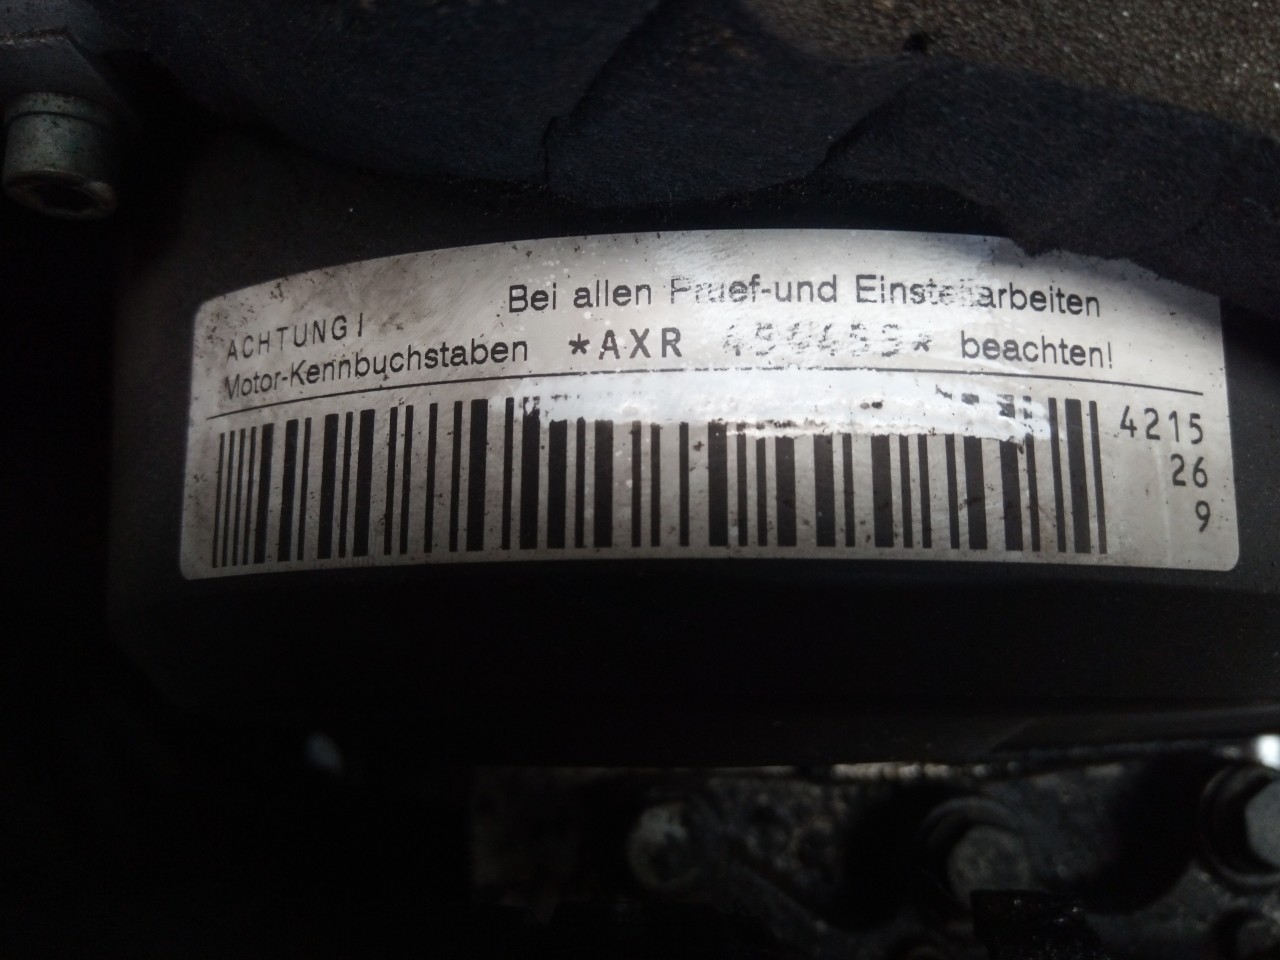 ACHTUNG! Bei allen Pruef-und Einstellarbeiten
Motor-Kennbuchstaben *AXR beachten!
4215
26
9